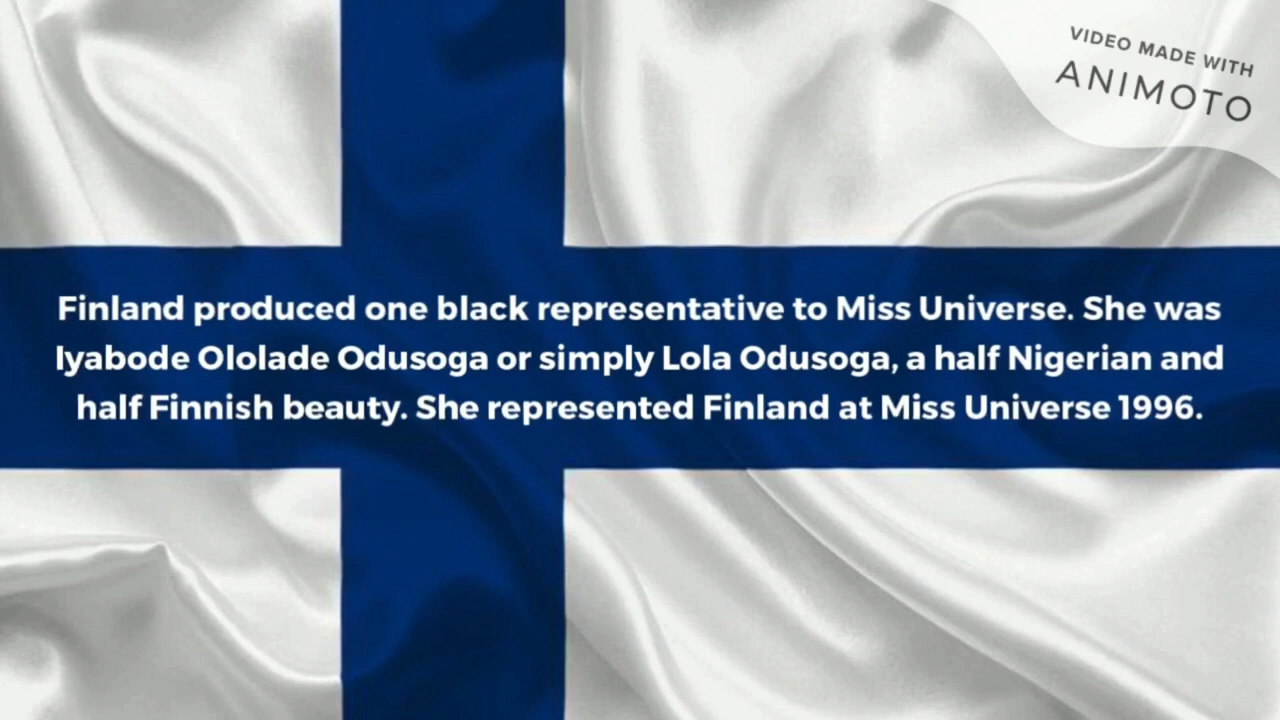 VIDEO MADE WITH
ANIMOTO
Finland produced one black representative to Miss Universe. She was
Iyabode Ololade Odusoga or simply Lola Odusoga, a half Nigerian and
half Finnish beauty. She represented Finland at Miss Universe 1996.